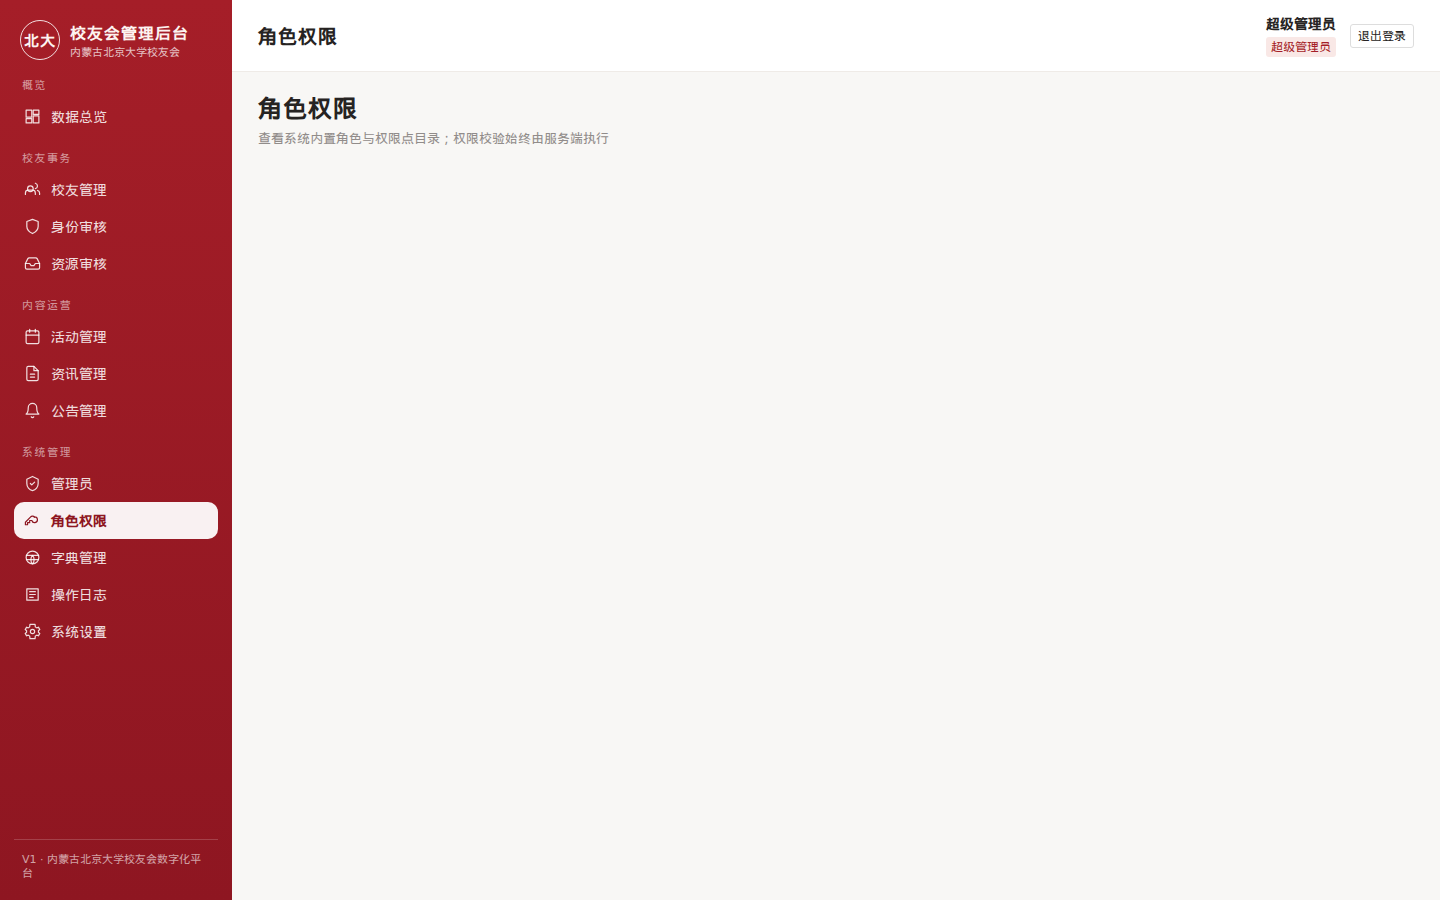 北大
校友会管理后台
内蒙古北京大学校友会
概览
数据总览
校友事务
校友管理
身份审核
资源审核
内容运营
活动管理
资讯管理
公告管理
系统管理
管理员
角色权限
字典管理
操作日志
系统设置
V1 · 内蒙古北京大学校友会数字化平
台
角色权限
超级管理员
超级管理员
退出登录
角色权限
查看系统内置角色与权限点目录；权限校验始终由服务端执行